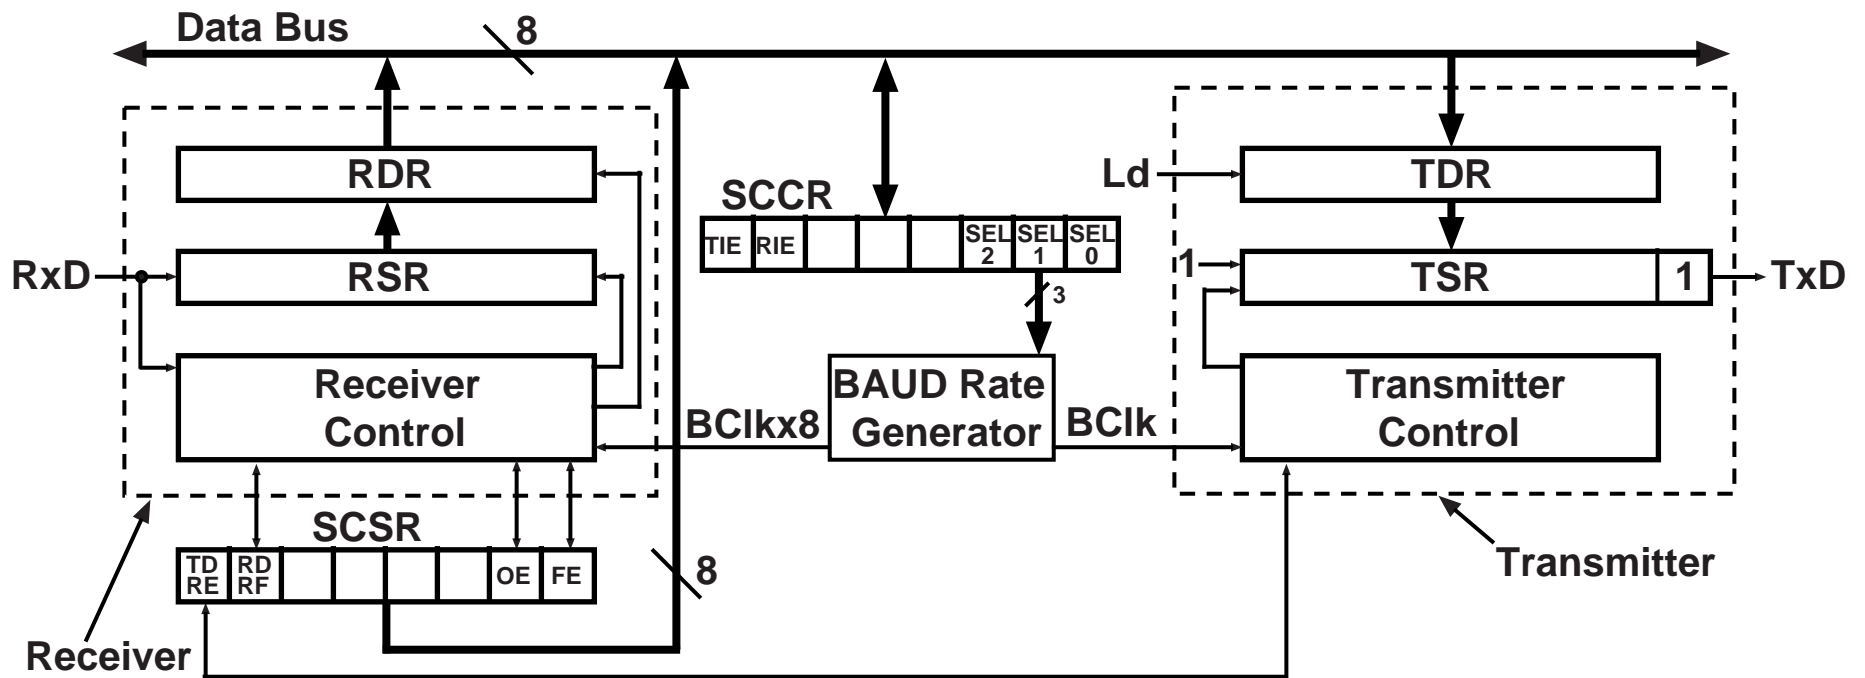 Data Bus
8
RDR
RSR
RxD
Receiver
Control
SCCR
TIE
RIE
SEL
2
SEL
1
SEL
0
3
BAUD Rate
Generator
BClkx8
BClk
Ld
TDR
1
TSR
1
TxD
Transmitter
Control
SCSR
TD
RE
RD
RF
OE
FE
8
Receiver
Transmitter